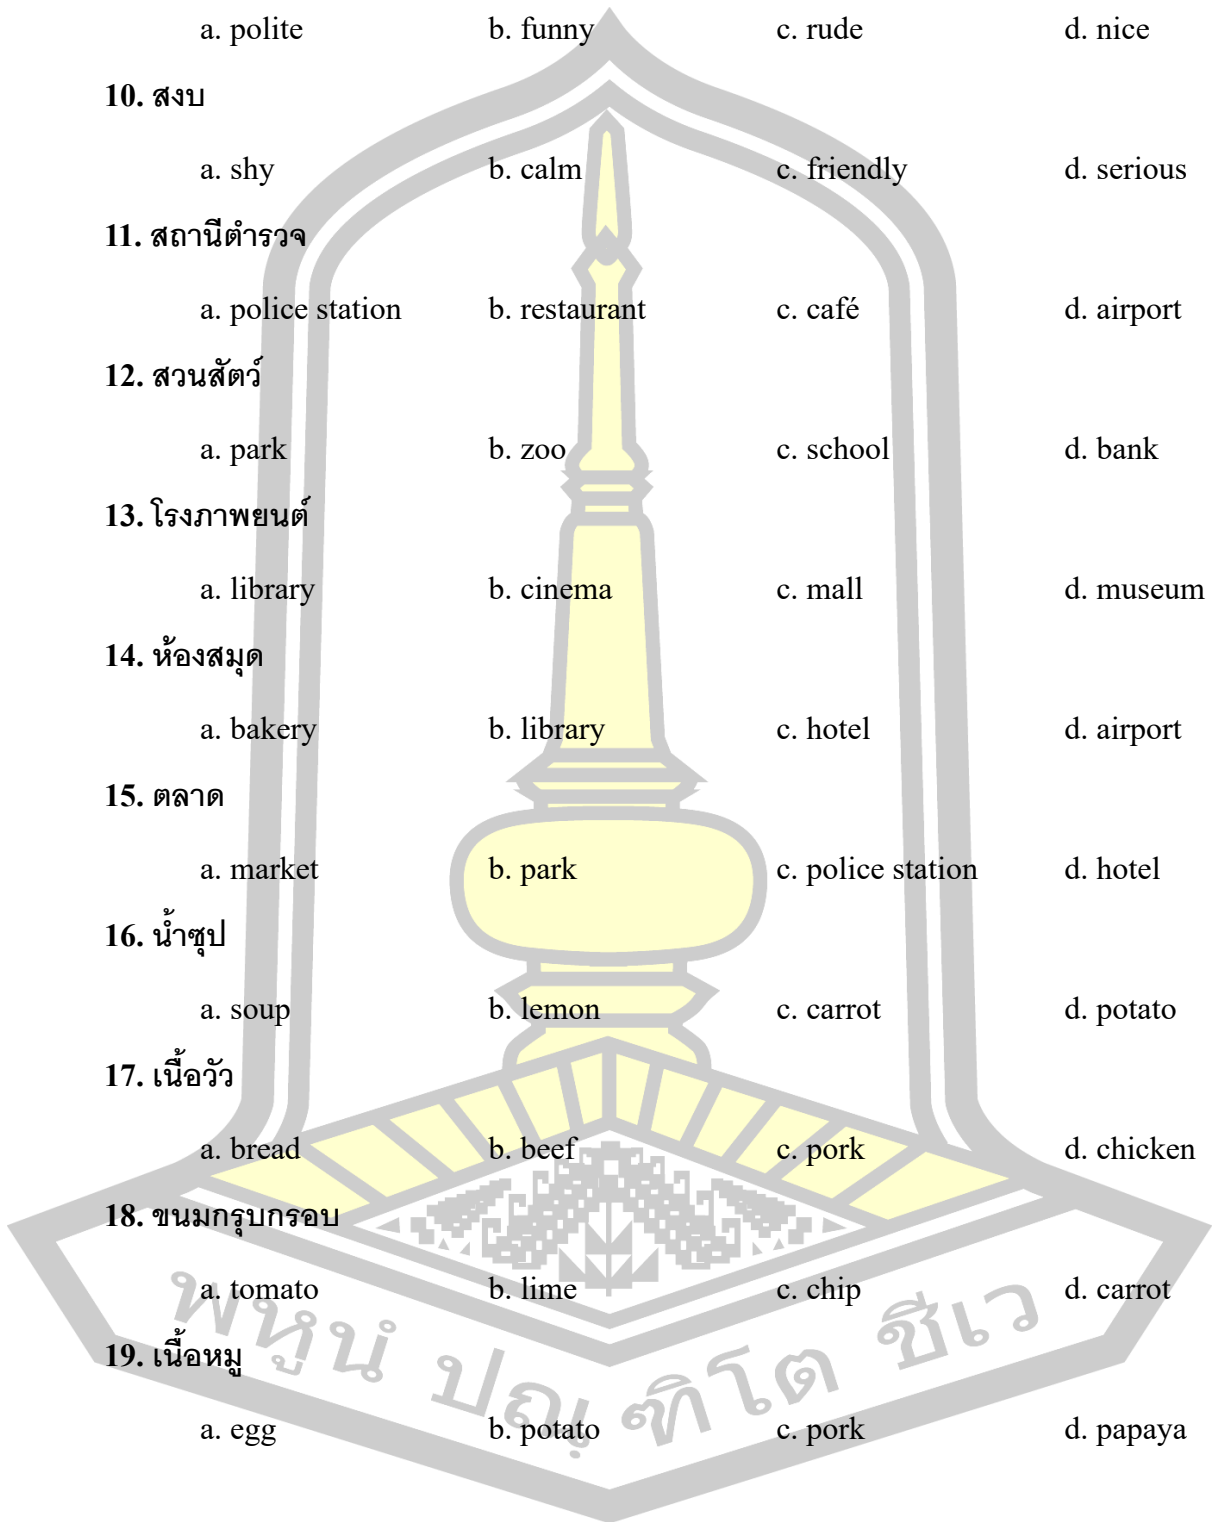 a. polite b. funny c. rude d. nice
10. สงบ
a. shy b. calm c. friendly d. serious
11. สถานีตำรวจ
a. police station b. restaurant c. café d. airport
12. สวนสัตว์
a. park b. zoo c. school d. bank
13. โรงภาพยนต์
a. library b. cinema c. mall d. museum
14. ห้องสมุด
a. bakery b. library c. hotel d. airport
15. ตลาด
a. market b. park c. police station d. hotel
16. น้ำซุป
a. soup b. lemon c. carrot d. potato
17. เนื้อวัว
a. bread b. beef c. pork d. chicken
18. ขนมกรุบกรอบ
a. tomato b. lime c. chip d. carrot
19. เนื้อหมู
a. egg b. potato c. pork d. papaya
พหูนํ ปณฺฑิโต ชีเว